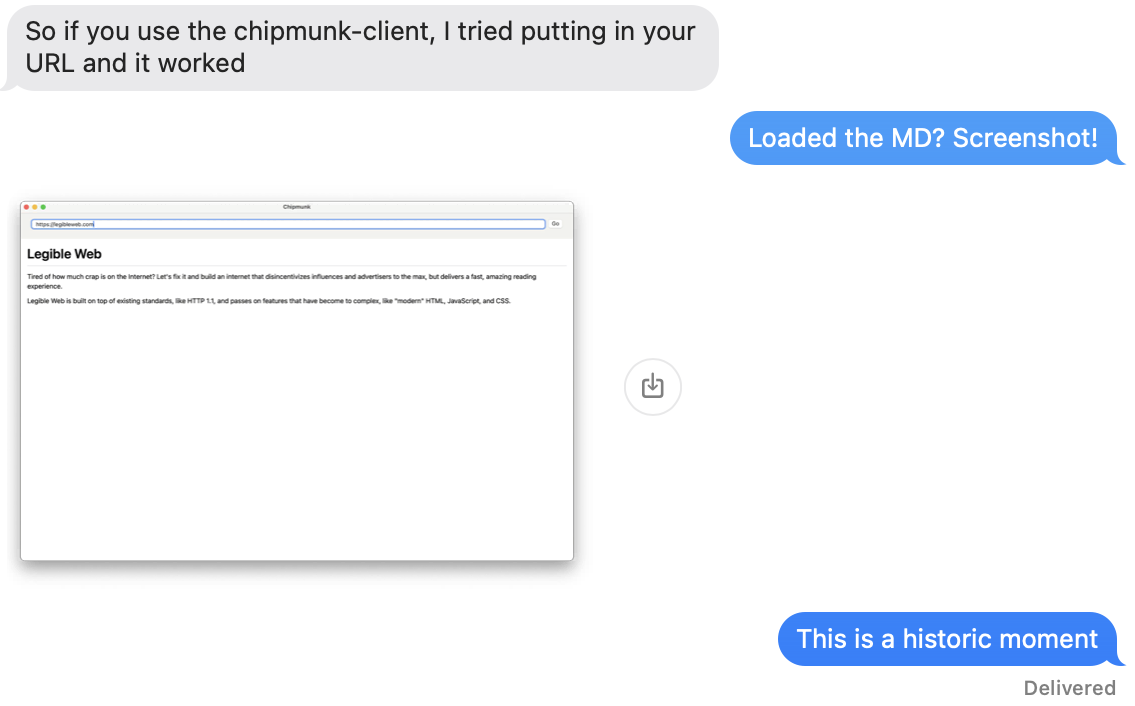 So if you use the chipmunk-client, I tried putting in your
URL and it worked
Loaded the MD? Screenshot!
Chipmunk
https://legibleweb.com
Go
Legible Web
Tired of how much crap is on the Internet? Let's fix it and build an internet that disincentivizes influences and advertisers to the max, but delivers a fast, amazing reading
experience.
Legible Web is built on top of existing standards, like HTTP 1.1, and passes on features that have become to complex, like "modern" HTML, JavaScript, and CSS.
This is a historic moment
Delivered